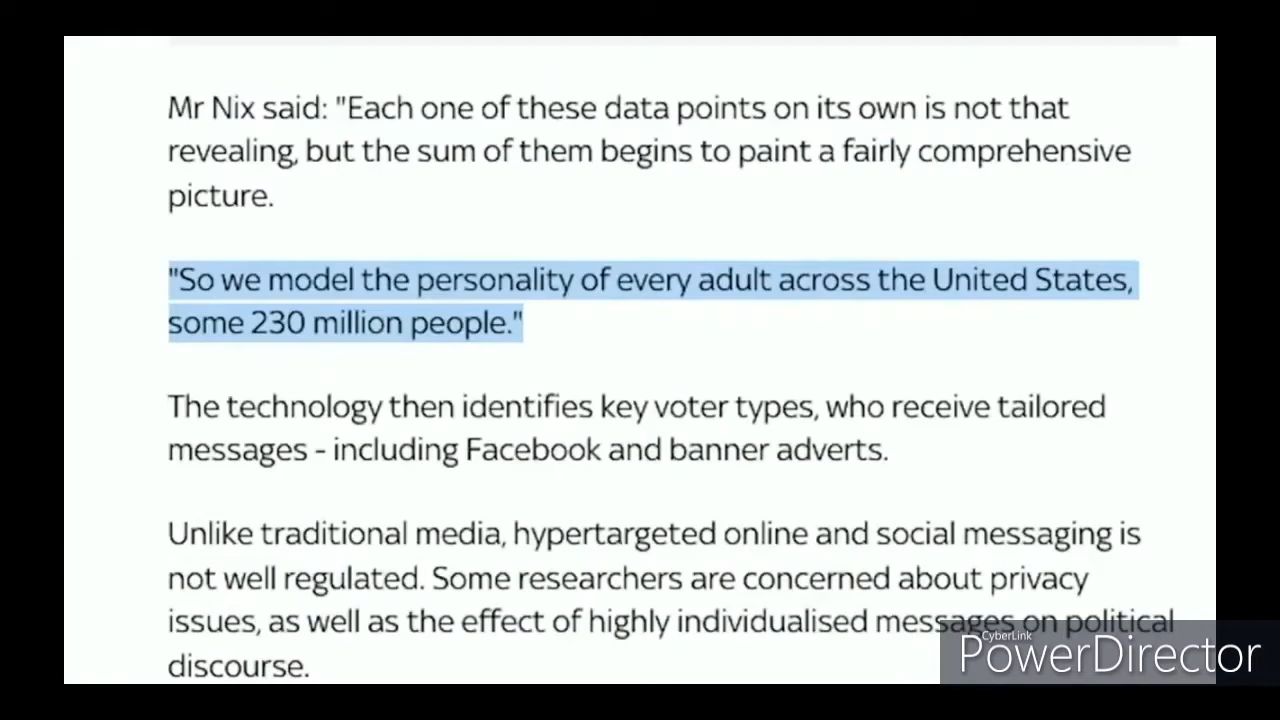 Mr Nix said: "Each one of these data points on its own is not that
revealing, but the sum of them begins to paint a fairly comprehensive
picture.
"So we model the personality of every adult across the United States,
some 230 million people."
The technology then identifies key voter types, who receive tailored
messages - including Facebook and banner adverts.
Unlike traditional media, hypertargeted online and social messaging is
not well regulated. Some researchers are concerned about privacy
issues, as well as the effect of highly individualised messages on political
discourse.
CyberLink
PowerDirector